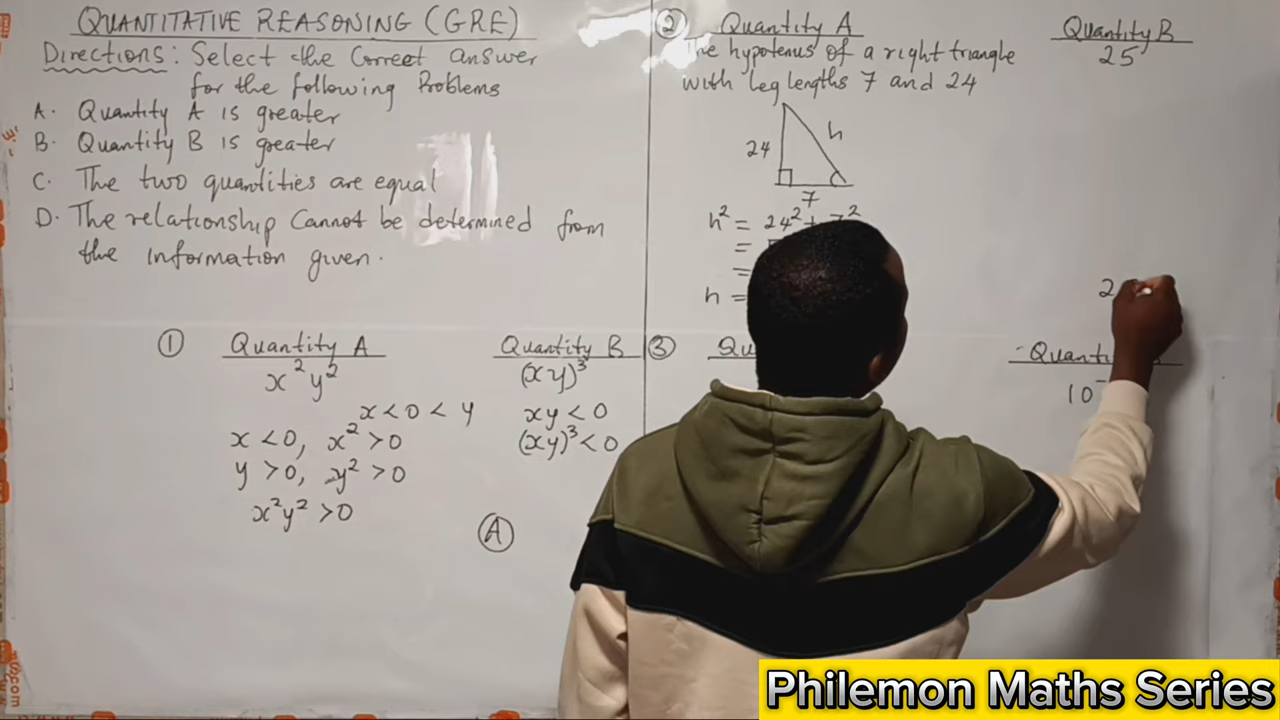 QUANTITATIVE REASONING (GRE)
Directions: Select the Correct answer
for the following Problems
A. Quantity A is greater
B. Quantity B is greater
C. The two quantities are equal
D. The relationship Cannot be determined from
the information given.
① Quantity A Quantity B
x²y² (xy)³
x<0<y xy<0
x<0, x²>0 (xy)³<0
y>0, y²>0
x²y²>0
Ⓐ
② Quantity A Quantity B
The hypotenus of a right triangle 25
with leg lengths 7 and 24
h
24
7
h² = 24² + 7²
=
=
h =
2
③
10
Philemon Maths Series